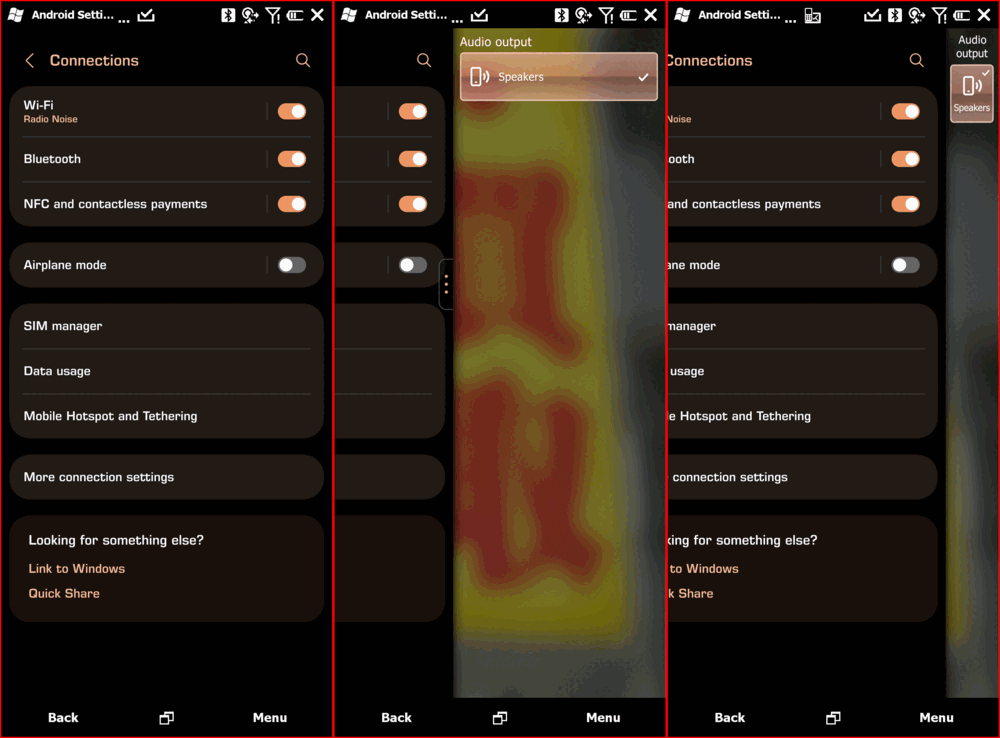 Android Setti... ...
Connections
Wi-Fi
Radio Noise
Bluetooth
NFC and contactless payments
Airplane mode
SIM manager
Data usage
Mobile Hotspot and Tethering
More connection settings
Looking for something else?
Link to Windows
Quick Share
Back
Menu
Android Setti... ...
Audio output
Speakers
Back
Menu
Android Setti... ...
Connections
Noise
ooth
and contactless payments
ane mode
manager
usage
e Hotspot and Tethering
connection settings
king for something else?
to Windows
k Share
Audio
output
Speakers
Back
Menu